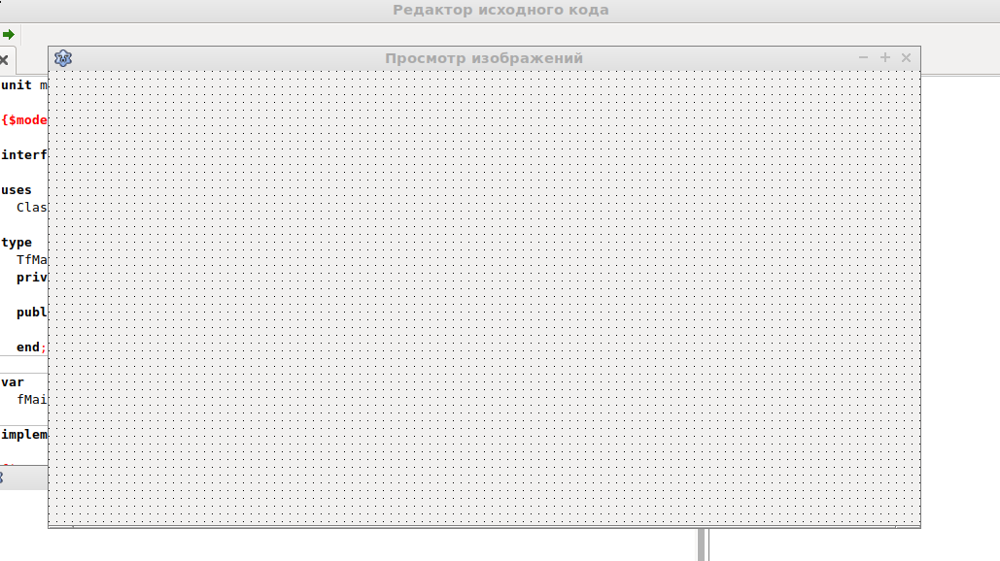 Редактор исходного кода
Просмотр изображений
unit m
{$mode
interf
uses
Clas
type
TfMa
priv
publ
end;
var
fMai
implem